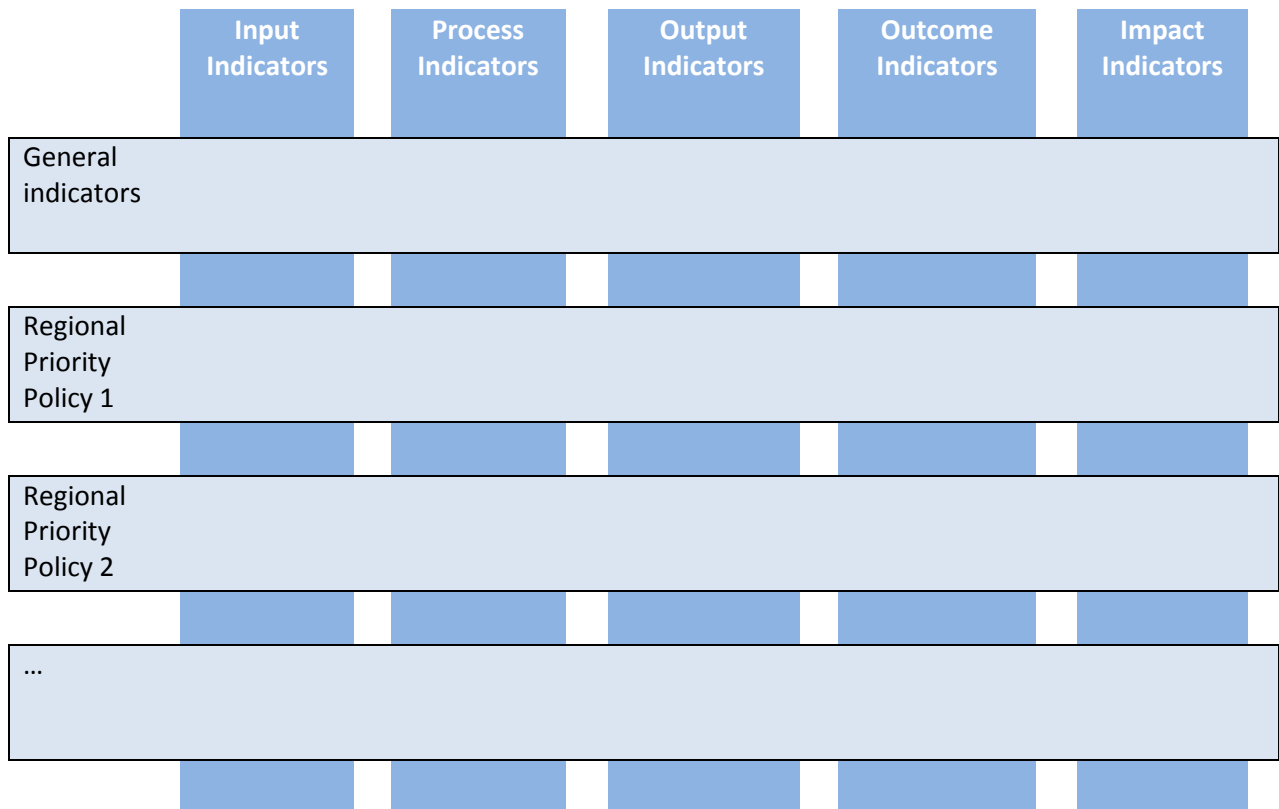 Input
Indicators
Process
Indicators
Output
Indicators
Outcome
Indicators
Impact
Indicators
General
indicators
Regional
Priority
Policy 1
Regional
Priority
Policy 2
…